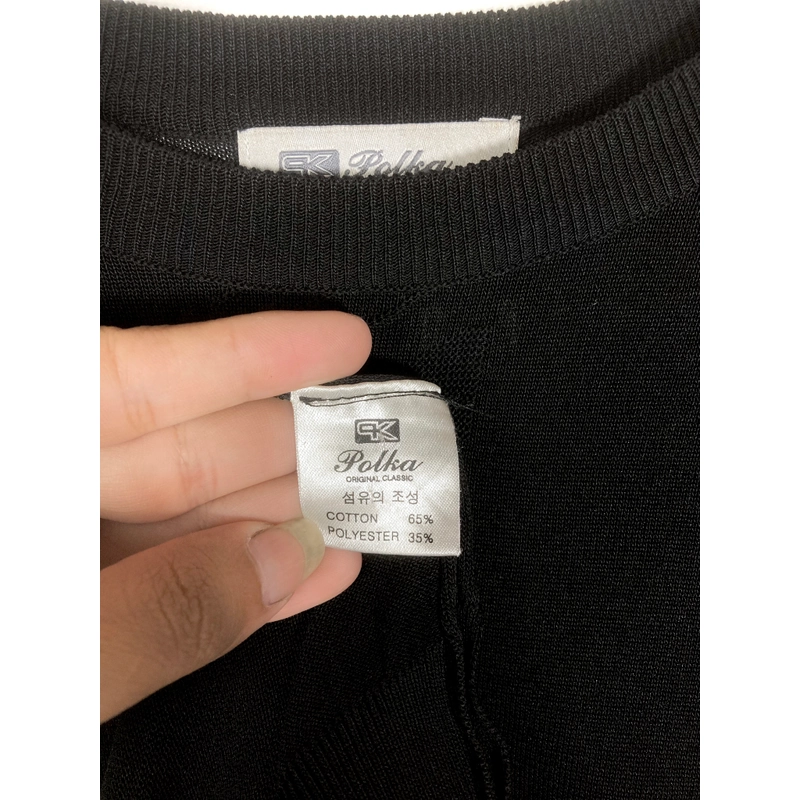 PK Polka
PK
Polka
ORIGINAL CLASSIC
섬유의 조성
COTTON 65%
POLYESTER 35%